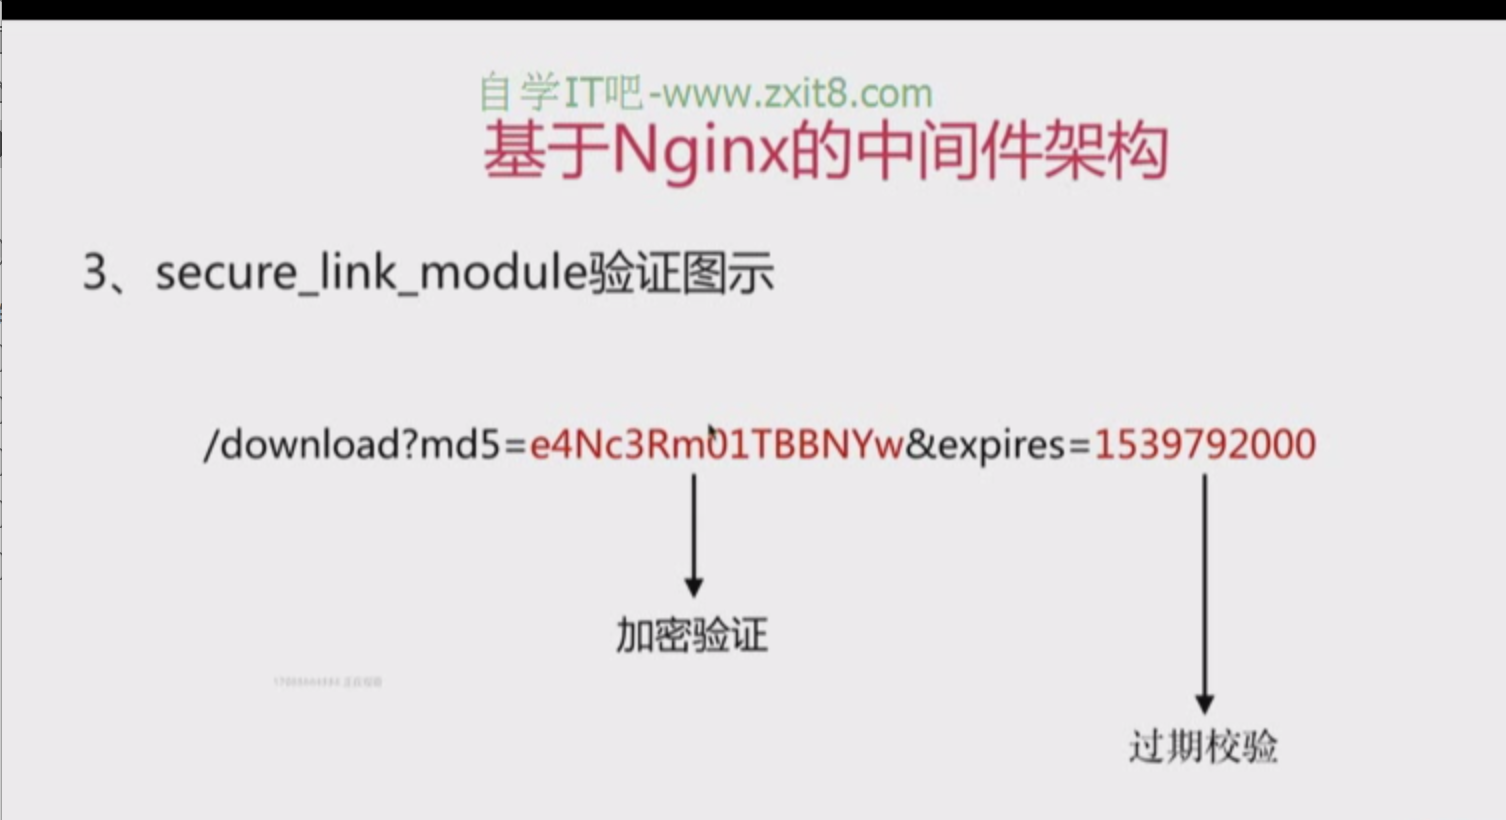 自学IT吧-www.zxit8.com
基于Nginx的中间件架构
3、secure_link_module验证图示
/download?md5=e4Nc3Rm01TBBNYw&expires=1539792000
加密验证
过期校验